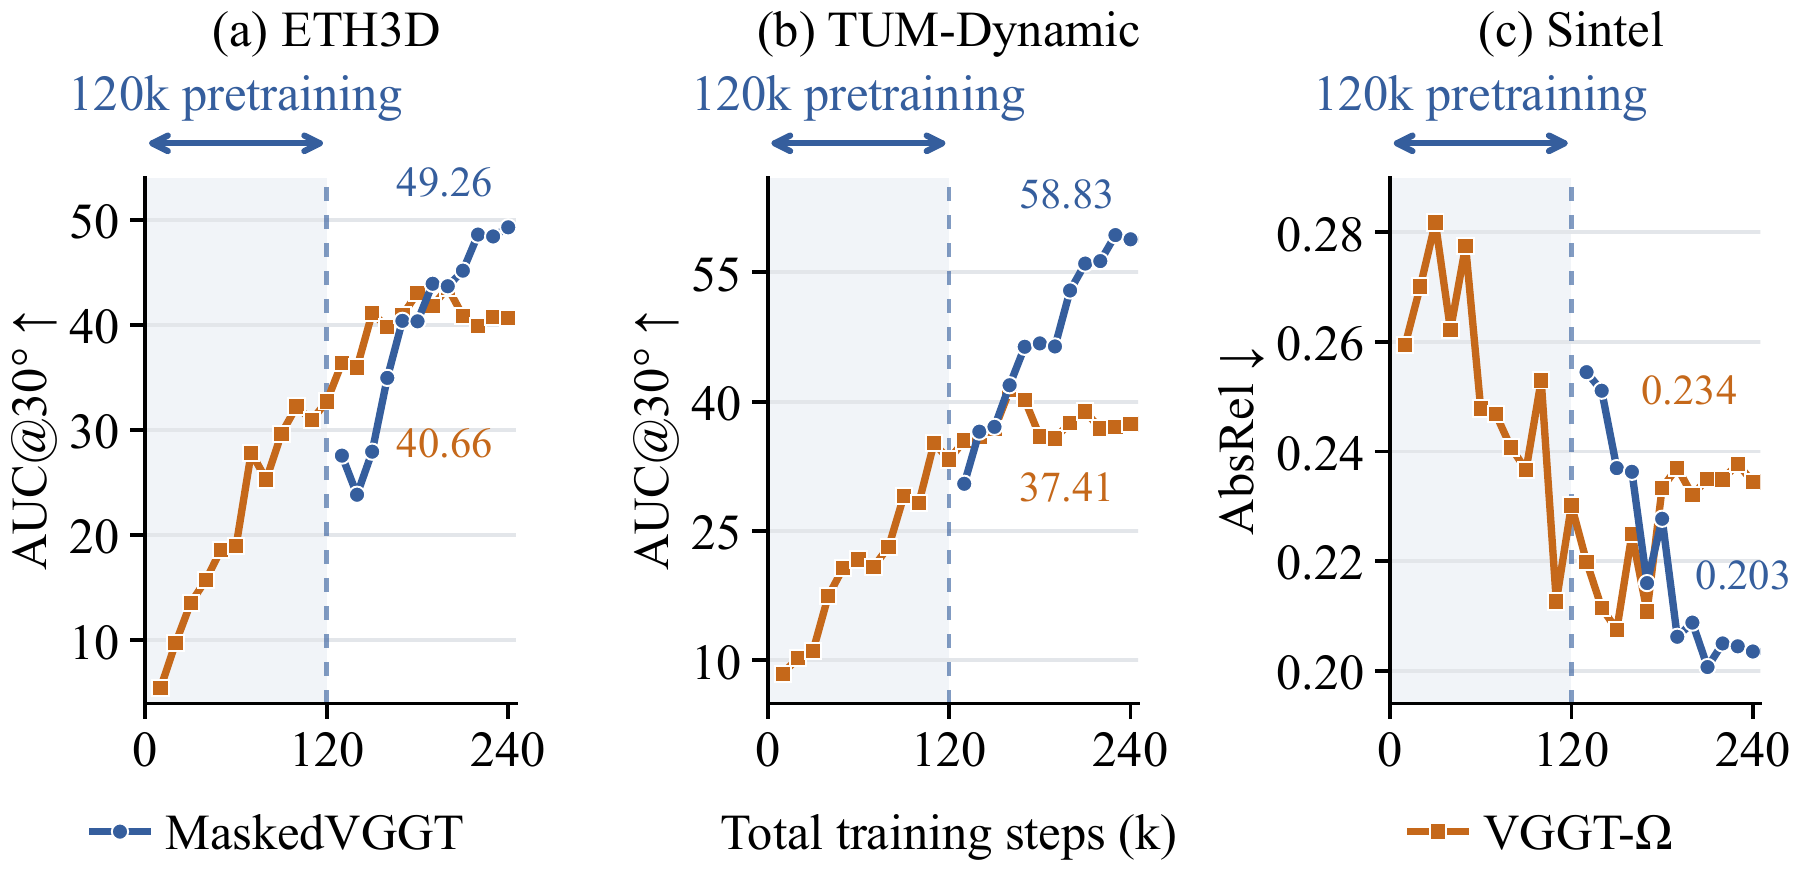 (a) ETH3D
120k pretraining
49.26
40.66
50
40
30
20
10
AUC@30° ↑
0
120
240
(b) TUM-Dynamic
120k pretraining
58.83
37.41
55
40
25
10
AUC@30° ↑
0
120
240
(c) Sintel
120k pretraining
0.234
0.203
0.28
0.26
0.24
0.22
0.20
AbsRel ↓
0
120
240
MaskedVGGT
Total training steps (k)
VGGT-Ω